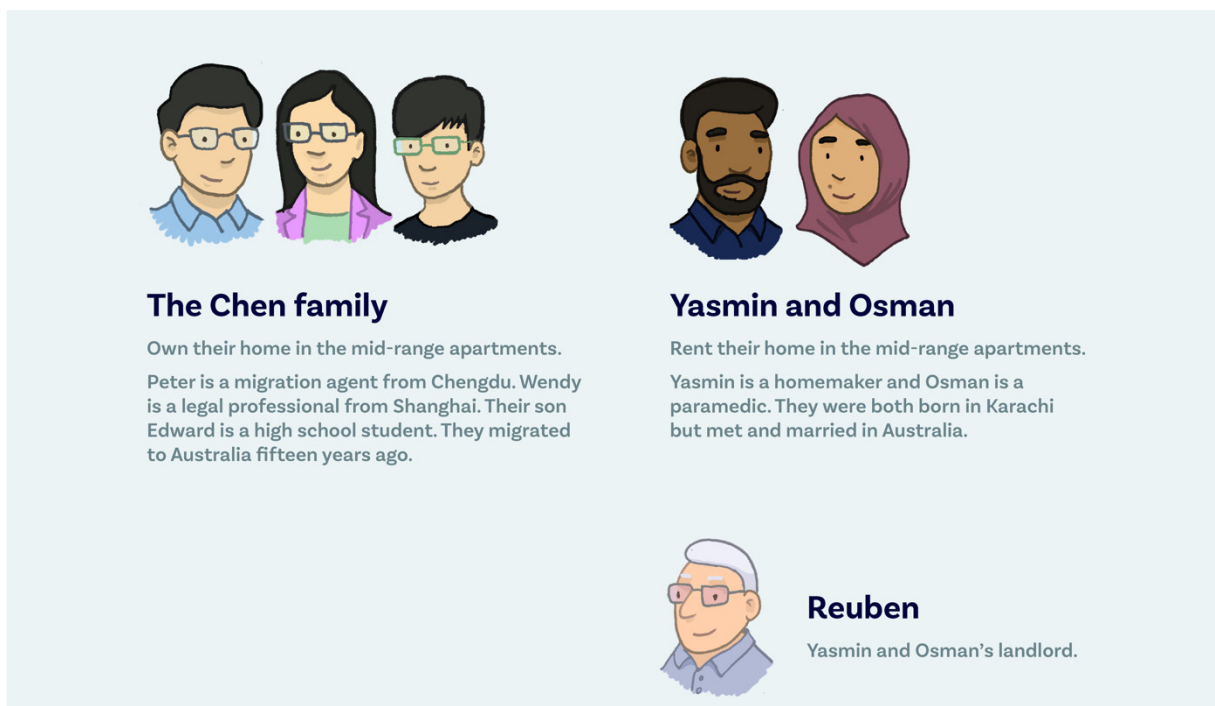 The Chen family
Own their home in the mid-range apartments.
Peter is a migration agent from Chengdu. Wendy
is a legal professional from Shanghai. Their son
Edward is a high school student. They migrated
to Australia fifteen years ago.
Yasmin and Osman
Rent their home in the mid-range apartments.
Yasmin is a homemaker and Osman is a
paramedic. They were both born in Karachi
but met and married in Australia.
Reuben
Yasmin and Osman’s landlord.